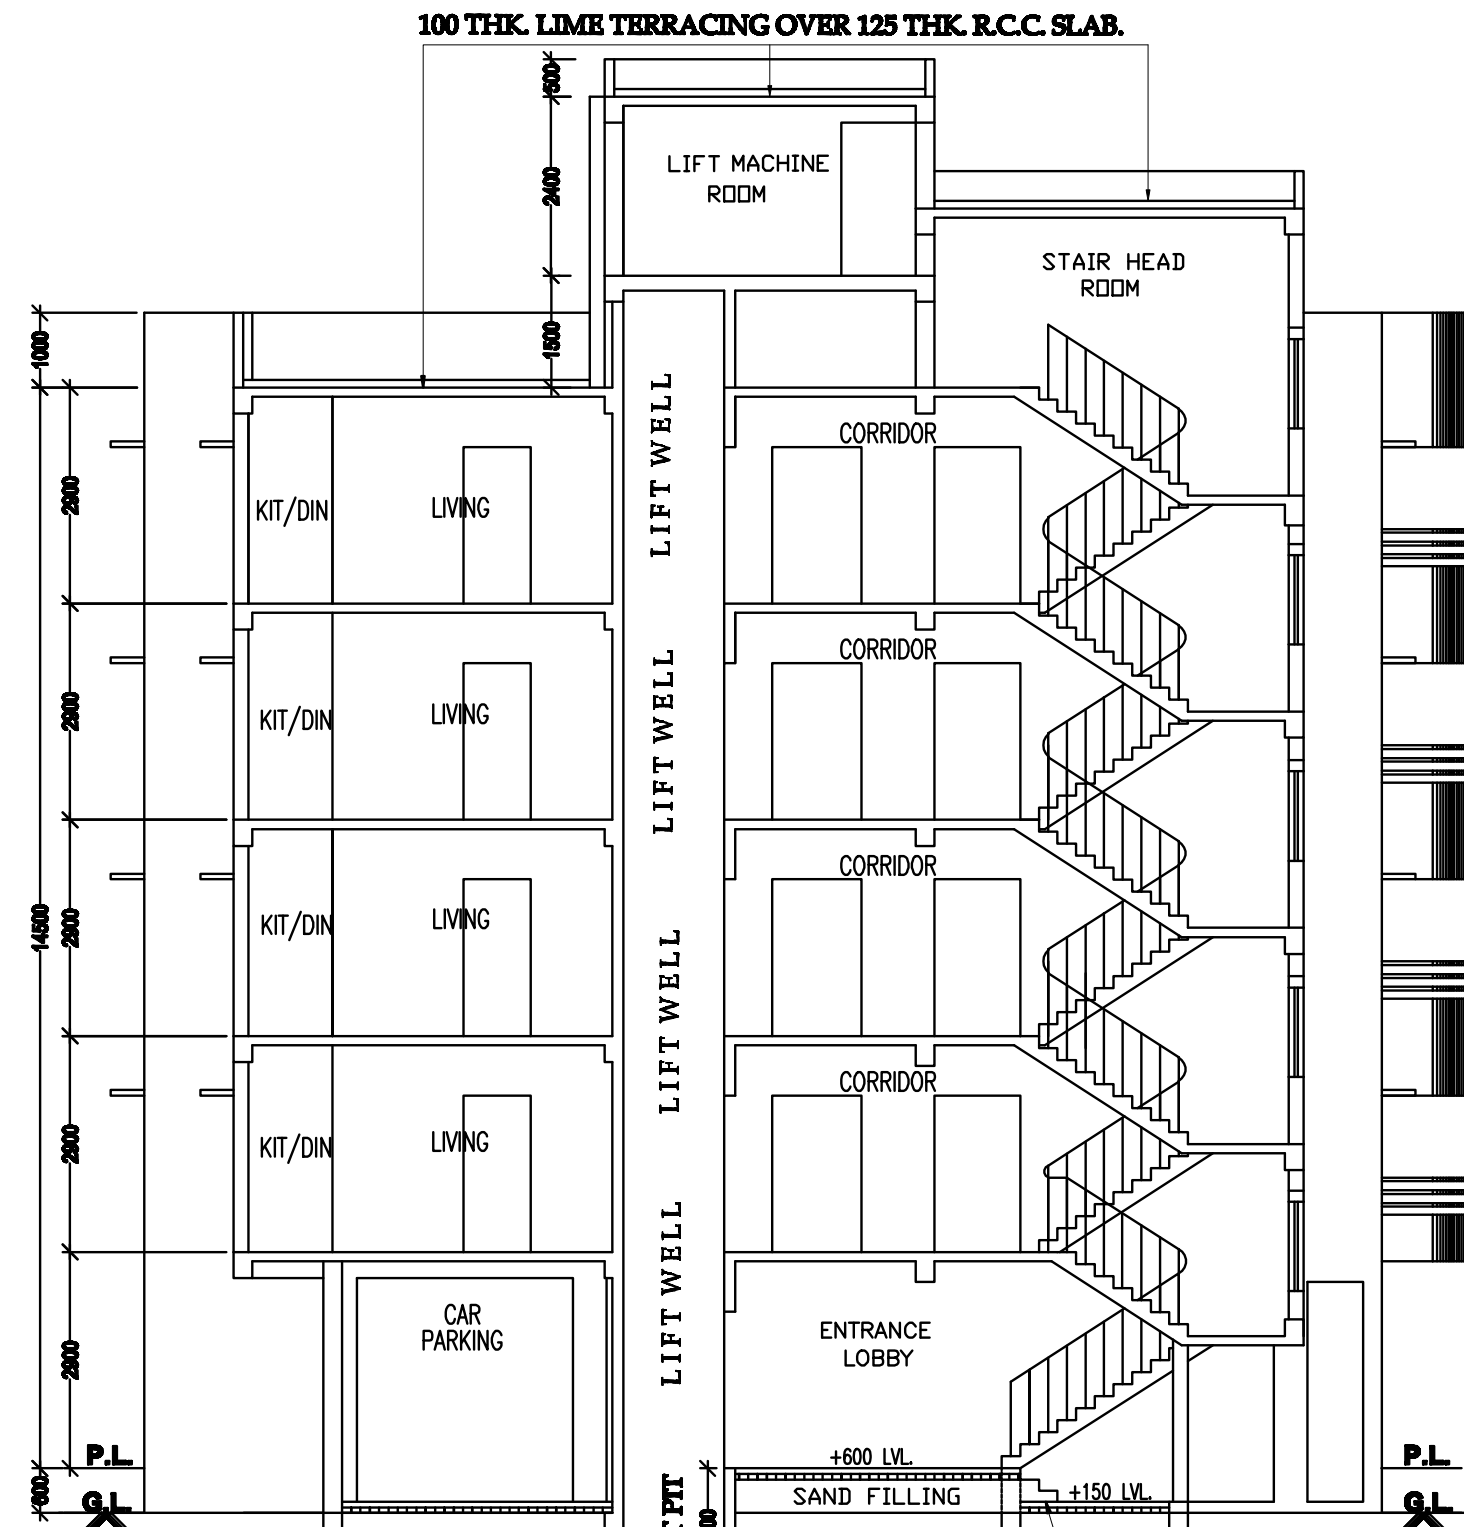 100 THK. LIME TERRACING OVER 125 THK. R.C.C. SLAB.
500
LIFT MACHINE
ROOM
2400
STAIR HEAD
ROOM
1000
1500
LIFT WELL
CORRIDOR
2900
KIT/DIN
LIVING
CORRIDOR
LIFT WELL
2900
KIT/DIN
LIVING
CORRIDOR
14500
2900
KIT/DIN
LIVING
LIFT WELL
CORRIDOR
2900
KIT/DIN
LIVING
LIFT WELL
CAR
PARKING
ENTRANCE
LOBBY
2900
P.L.
+600 LVL.
P.L.
600
SAND FILLING
+150 LVL.
G.L.
PIT
G.L.